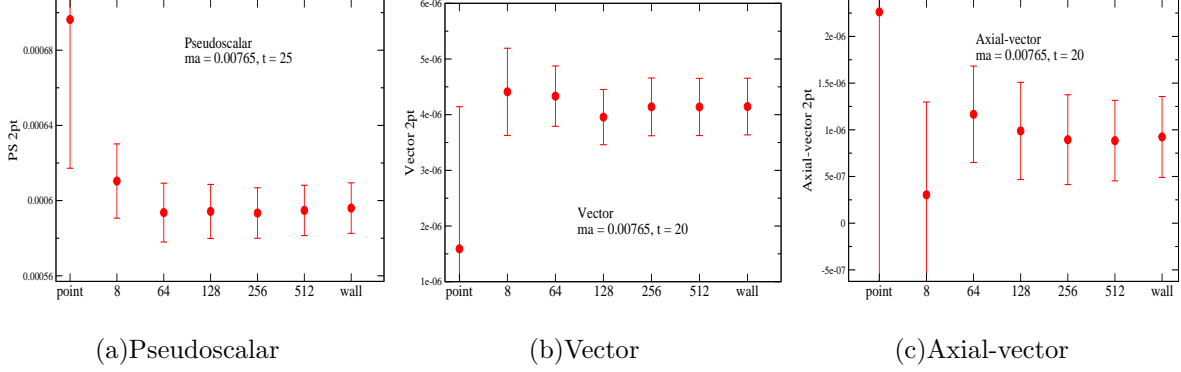 0.00068
0.00064
0.0006
0.00056
PS 2pt
Pseudoscalar
ma = 0.00765, t = 25
point 8 64 128 256 512 wall
6e-06
5e-06
4e-06
3e-06
2e-06
1e-06
Vector 2pt
Vector
ma = 0.00765, t = 20
point 8 64 128 256 512 wall
2e-06
1.5e-06
1e-06
5e-07
0
-5e-07
Axial-vector 2pt
Axial-vector
ma = 0.00765, t = 20
point 8 64 128 256 512 wall
(a)Pseudoscalar
(b)Vector
(c)Axial-vector